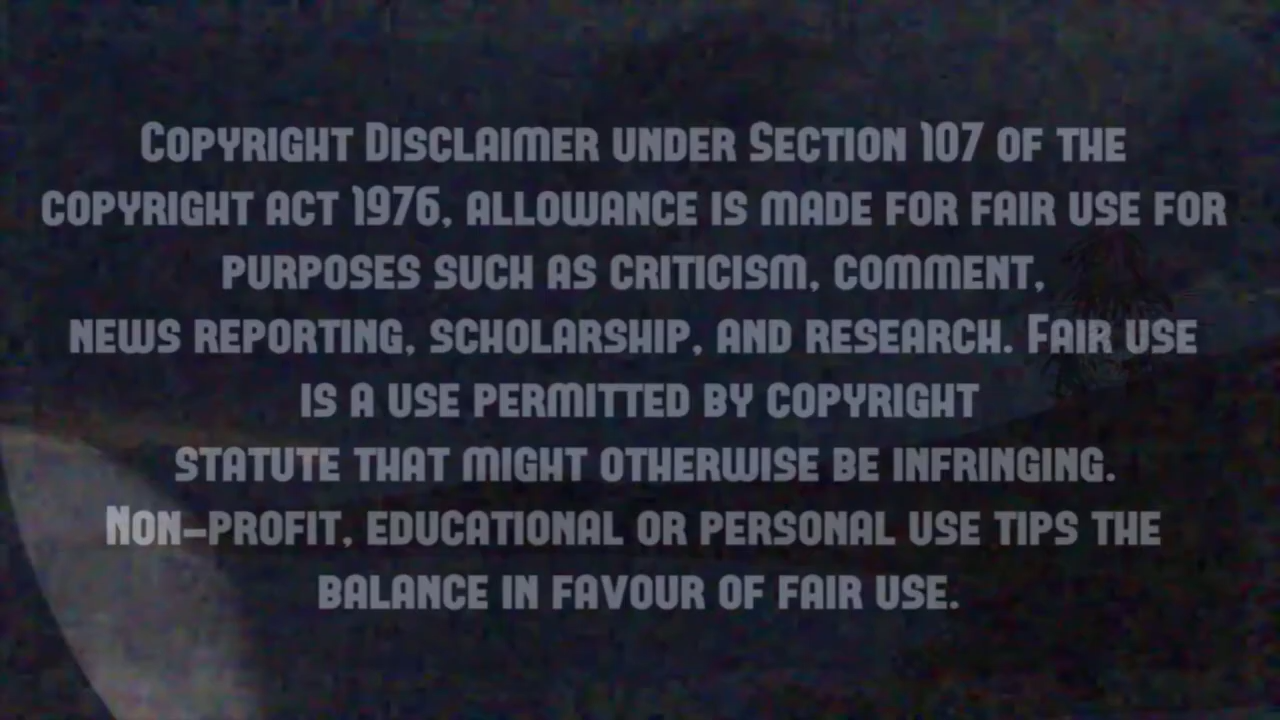 Copyright Disclaimer under Section 107 of the
copyright act 1976, allowance is made for fair use for
purposes such as criticism, comment,
news reporting, scholarship, and research. Fair use
is a use permitted by copyright
statute that might otherwise be infringing.
Non-profit, educational or personal use tips the
balance in favour of fair use.